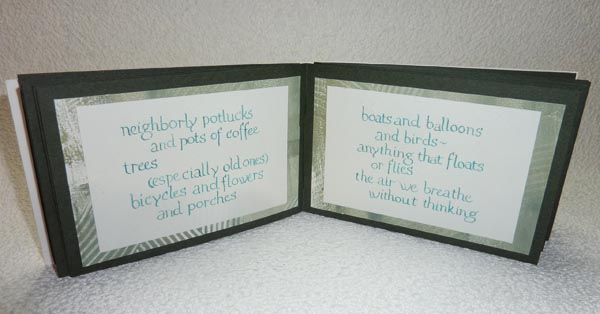 neighborly potlucks
and pots of coffee
trees
(especially old ones)
bicycles and flowers
and porches
boats and balloons
and birds~
anything that floats
or flies
the air we breathe
without thinking